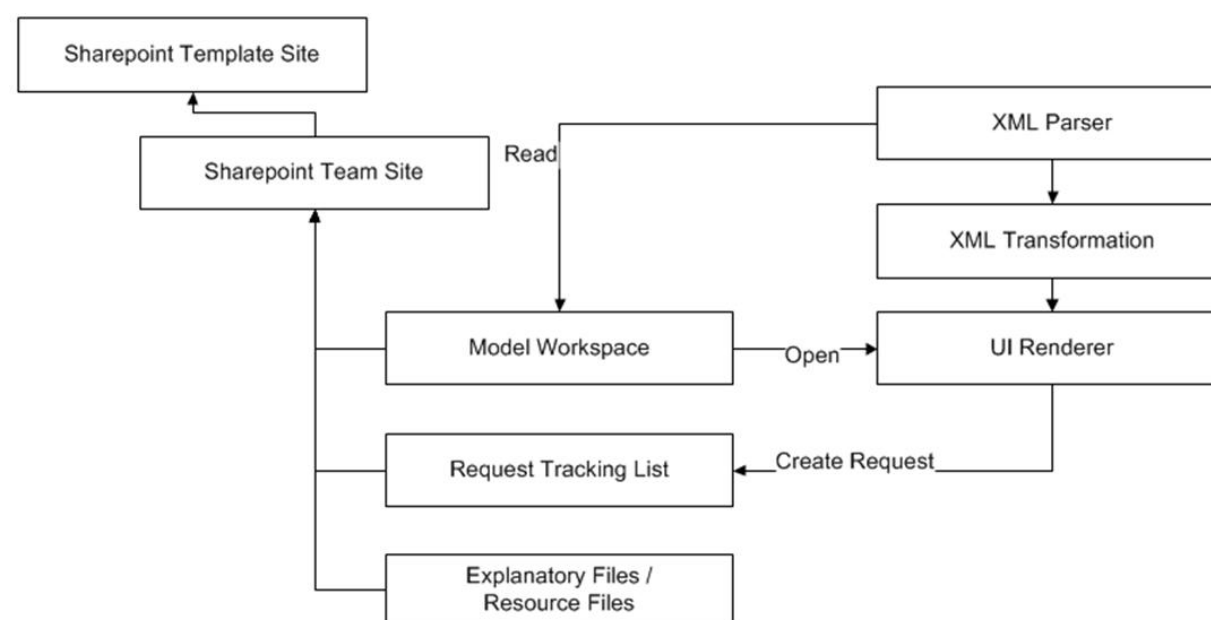 Sharepoint Template Site
XML Parser
Read
Sharepoint Team Site
XML Transformation
Model Workspace
Open
UI Renderer
Request Tracking List
Create Request
Explanatory Files /
Resource Files